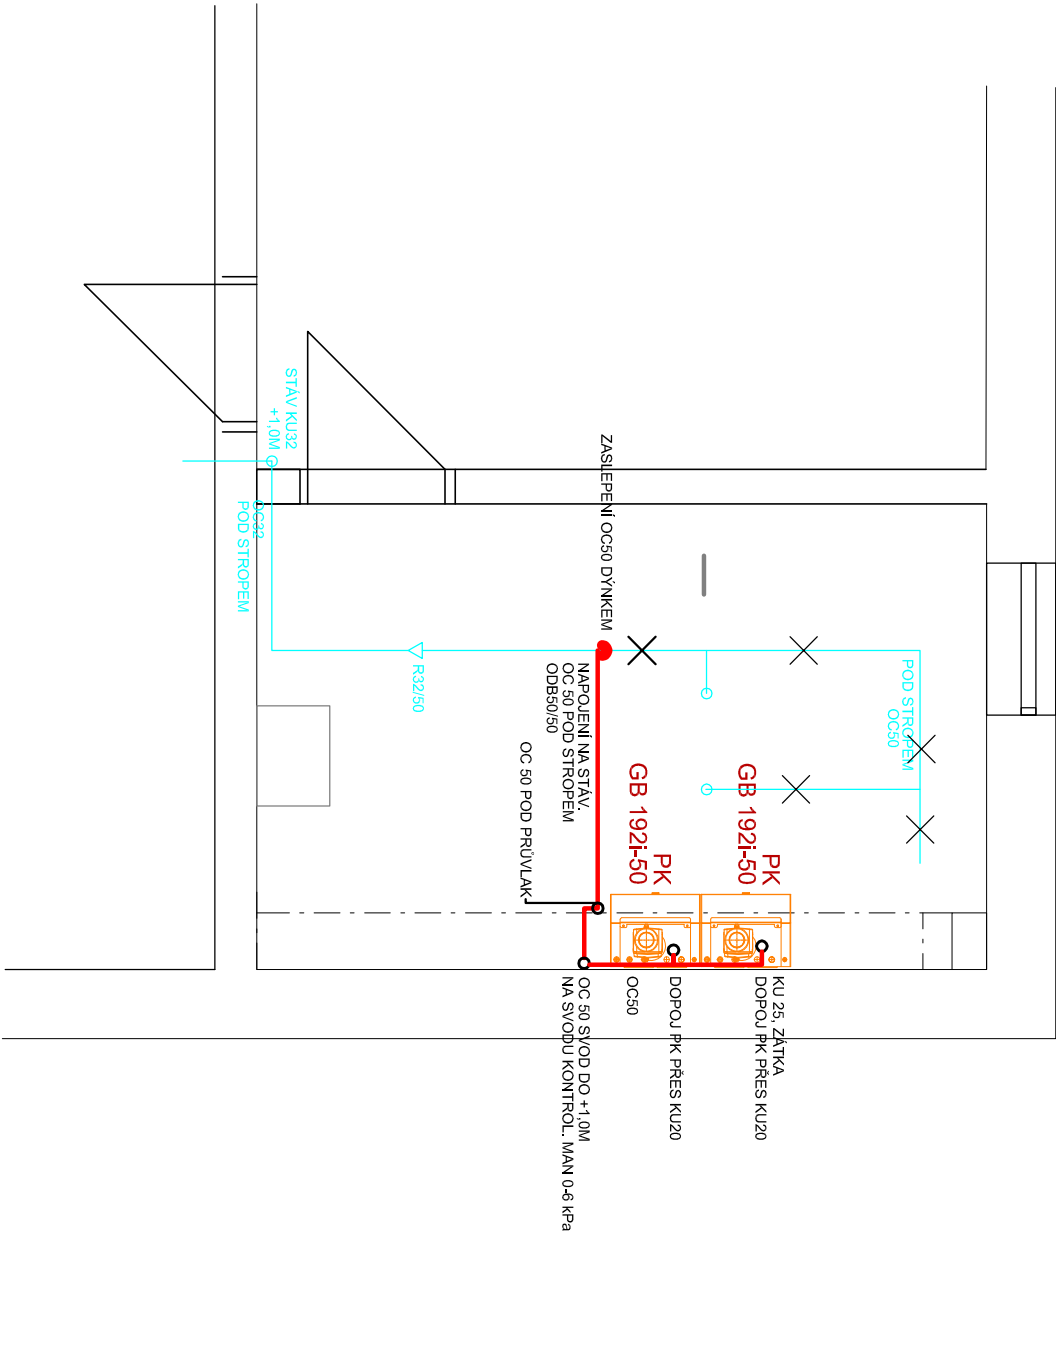 STÁV KU32
+1,0M
OC32
POD STROPEM
R32/50
ZASLEPENÍ OC50 DÝNKEM
NAPOJENÍ NA STÁV.
OC 50 POD STROPEM
ODB50/50
OC 50 POD PRŮVLAK
POD STROPEM
OC50
PK
GB 192i-50
PK
GB 192i-50
KU 25, ZÁTKA
DOPOJ PK PŘES KU20
DOPOJ PK PŘES KU20
OC50
OC 50 SVOD DO +1,0M
NA SVODU KONTROL. MAN 0-6 kPa